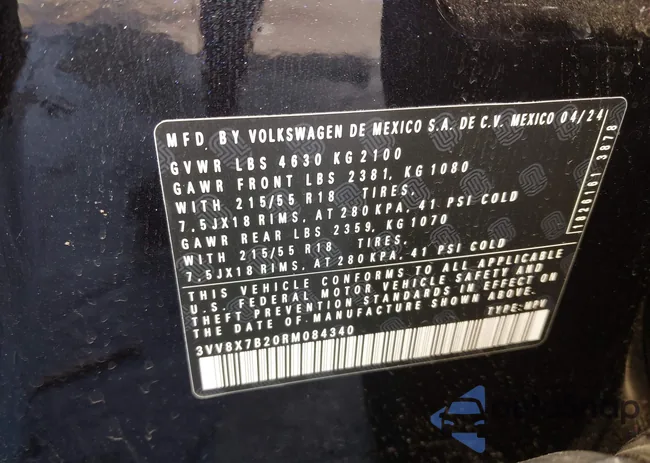 MFD. BY VOLKSWAGEN DE MEXICO S.A. DE C.V. MEXICO 04/24
GVWR LBS 4630 KG 2100
GAWR FRONT LBS 2381, KG 1080
WITH 215/55 R18 TIRES,
7,5JX18 RIMS, AT 280 KPA, 41 PSI COLD
GAWR REAR LBS 2359, KG 1070
WITH 215/55 R18 TIRES,
7,5JX18 RIMS, AT 280 KPA, 41 PSI COLD
THIS VEHICLE CONFORMS TO ALL APPLICABLE
U.S. FEDERAL MOTOR VEHICLE SAFETY AND
THEFT PREVENTION STANDARDS IN EFFECT ON
THE DATE OF MANUFACTURE SHOWN ABOVE.
3VV8X7B20RM084340 TYPE: MPV